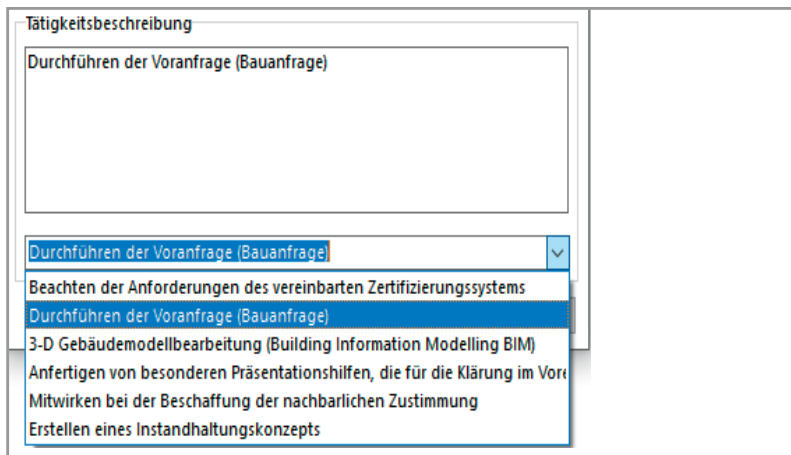 Tätigkeitsbeschreibung
Durchführen der Voranfrage (Bauanfrage)
Durchführen der Voranfrage (Bauanfrage)
Beachten der Anforderungen des vereinbarten Zertifizierungssystems
Durchführen der Voranfrage (Bauanfrage)
3-D Gebäudemodellbearbeitung (Building Information Modelling BIM)
Anfertigen von besonderen Präsentationshilfen, die für die Klärung im
Mitwirken bei der Beschaffung der nachbarlichen Zustimmung
Erstellen eines Instandhaltungskonzepts